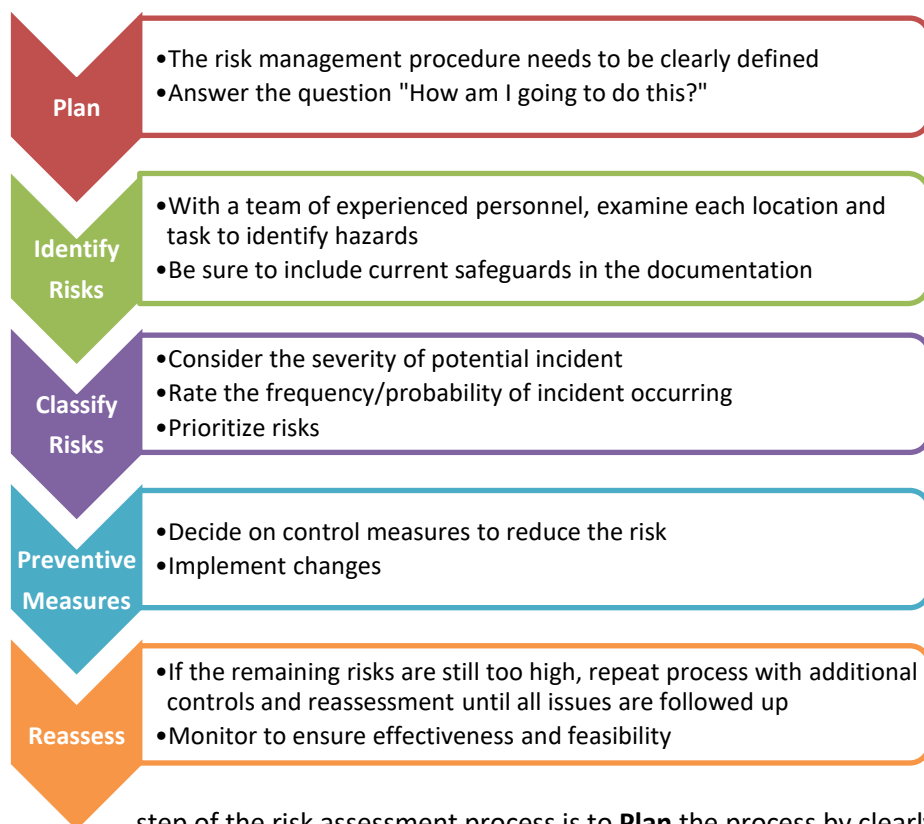 Plan
•The risk management procedure needs to be clearly defined
•Answer the question "How am I going to do this?"
Identify
Risks
•With a team of experienced personnel, examine each location and
task to identify hazards
•Be sure to include current safeguards in the documentation
Classify
Risks
•Consider the severity of potential incident
•Rate the frequency/probability of incident occurring
•Prioritize risks
Preventive
Measures
•Decide on control measures to reduce the risk
•Implement changes
Reassess
•If the remaining risks are still too high, repeat process with additional
controls and reassessment until all issues are followed up
•Monitor to ensure effectiveness and feasibility
step of the risk assessment process is to Plan the process by clearl